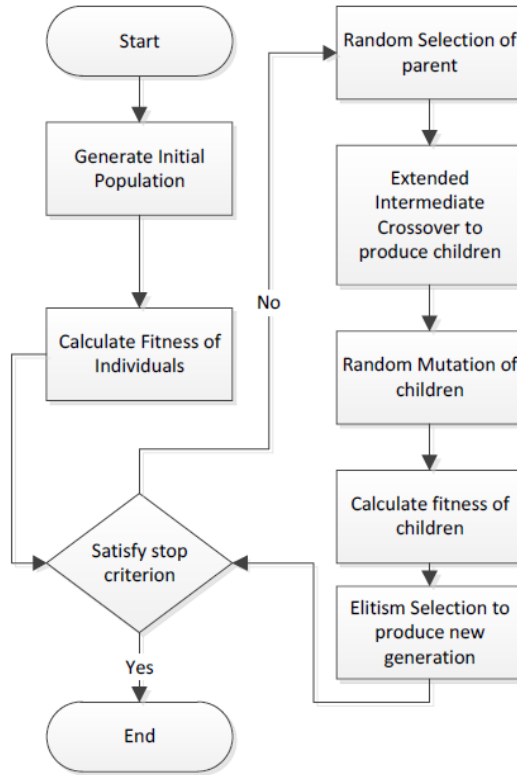 Start
Generate Initial
Population
Calculate Fitness of
Individuals
Satisfy stop
criterion
Yes
End
No
Random Selection of
parent
Extended
Intermediate
Crossover to
produce children
Random Mutation of
children
Calculate fitness of
children
Elitism Selection to
produce new
generation